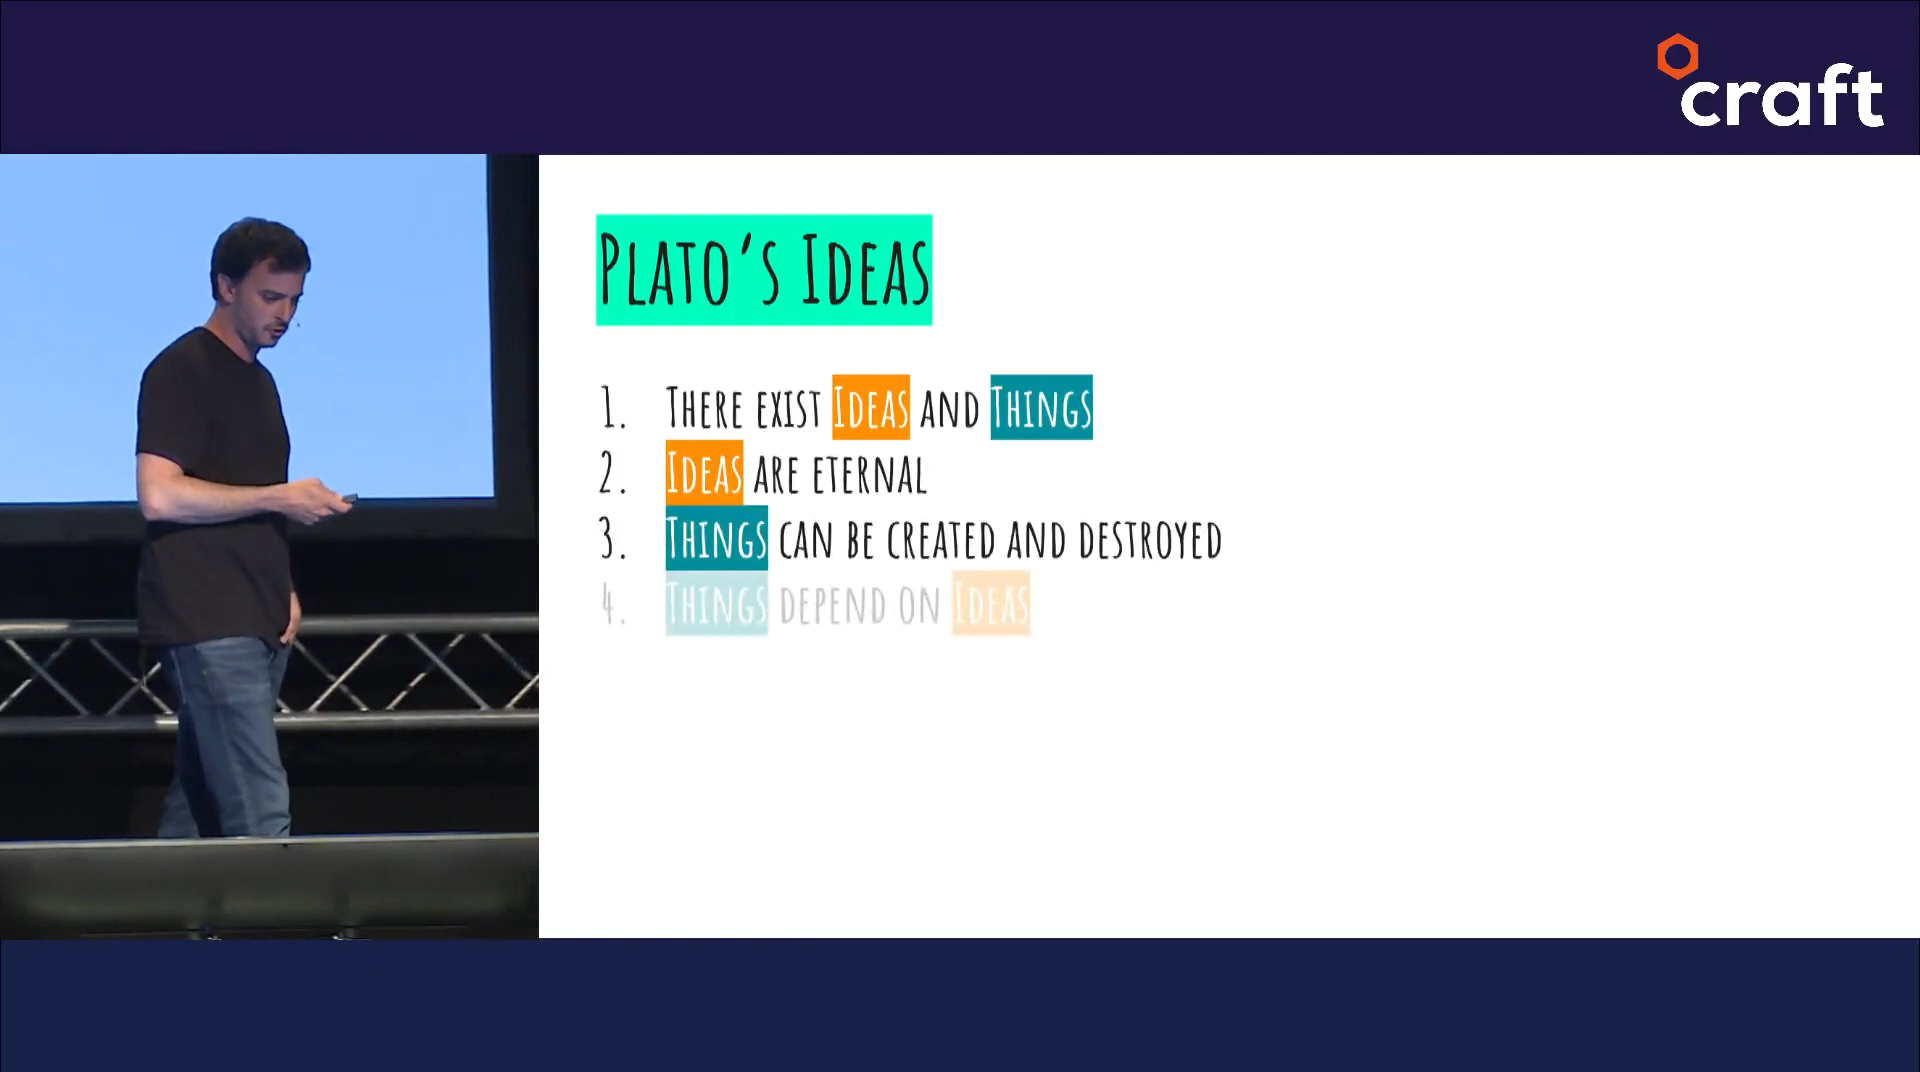 craft
Plato's Ideas
1. There exist Ideas and Things
2. Ideas are eternal
3. Things can be created and destroyed
4. Things depend on Ideas